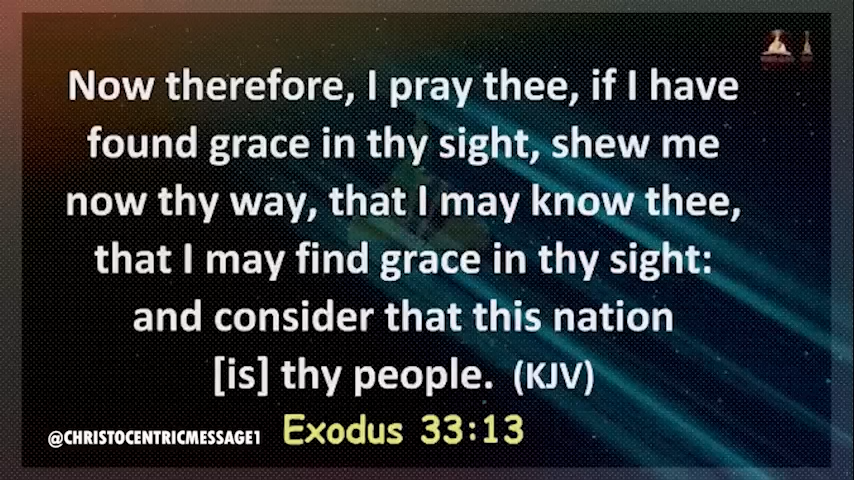 Now therefore, I pray thee, if I have
found grace in thy sight, shew me
now thy way, that I may know thee,
that I may find grace in thy sight:
and consider that this nation
[is] thy people. (KJV)
@CHRISTOCENTRICMESSAGE1 Exodus 33:13